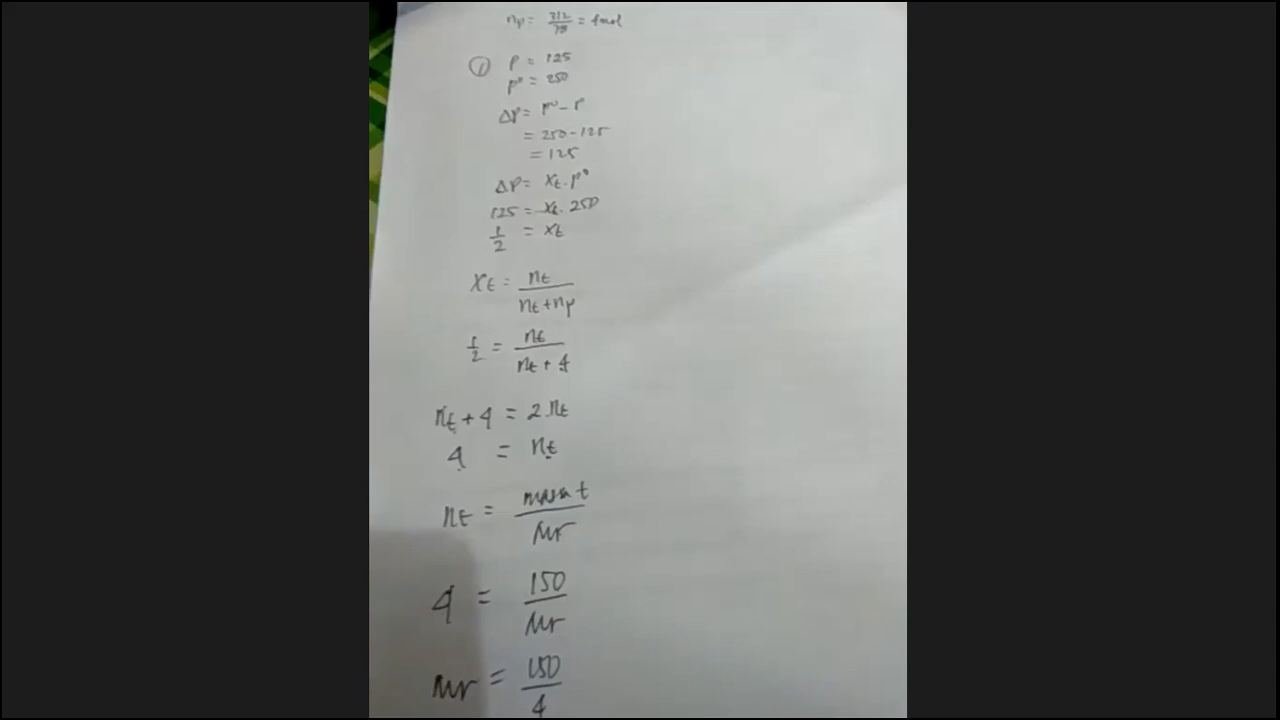 np = 312/78 = 4 mol
① P = 125
P° = 250
ΔP = P° - P
= 250 - 125
= 125
ΔP = Xt . P°
125 = Xt . 250
1/2 = Xt
Xt = nt / nt + np
1/2 = nt / nt + 4
nt + 4 = 2 . nt
4 = nt
nt = massa t / Mr
4 = 150 / Mr
Mr = 150 / 4